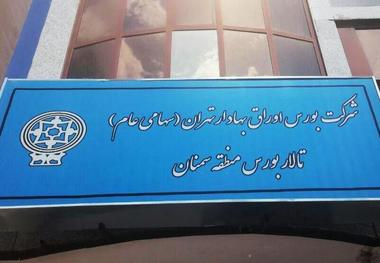 شرکت بورس اوراق بهادار تهران (سهامی عام)
تالار بورس منطقه سمنان